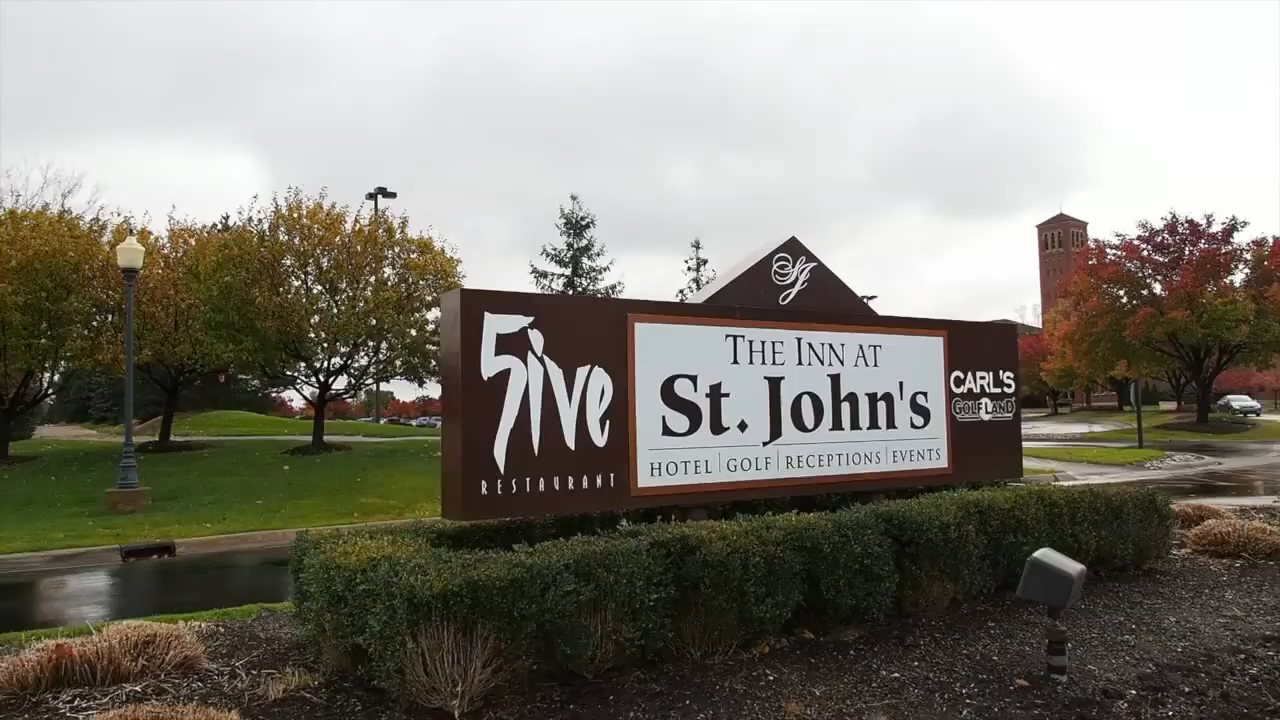 SJ
5ive
RESTAURANT
THE INN AT
St. John's
HOTEL | GOLF | RECEPTIONS | EVENTS
CARL'S
GOLFLAND